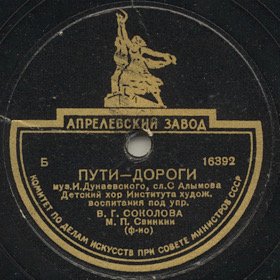 АПРЕЛЕВСКИЙ ЗАВОД
Б 16392
ПУТИ—ДОРОГИ
муз.И.Дунаевского, сл.С Алымова
Детский хор Института худож.
воспитания под упр.
В. Г. СОКОЛОВА
М. П. Свинкин
(ф-но)
КОМИТЕТ ПО ДЕЛАМ ИСКУССТВ ПРИ СОВЕТЕ МИНИСТРОВ СССР